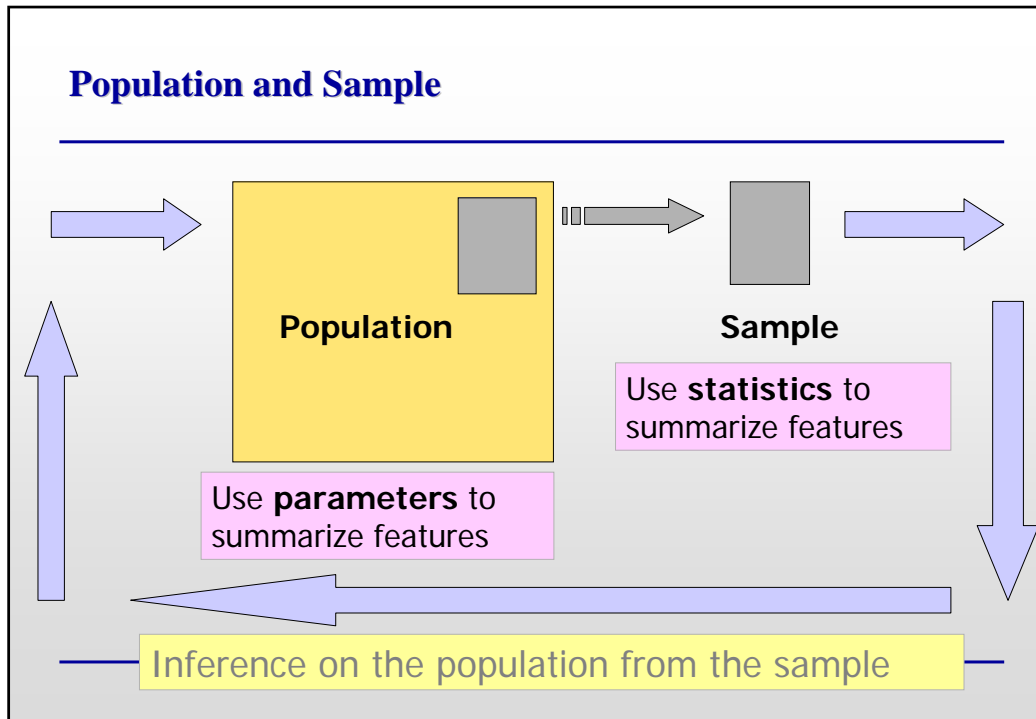 Population and Sample
Population
Sample
Use statistics to
summarize features
Use parameters to
summarize features
Inference on the population from the sample